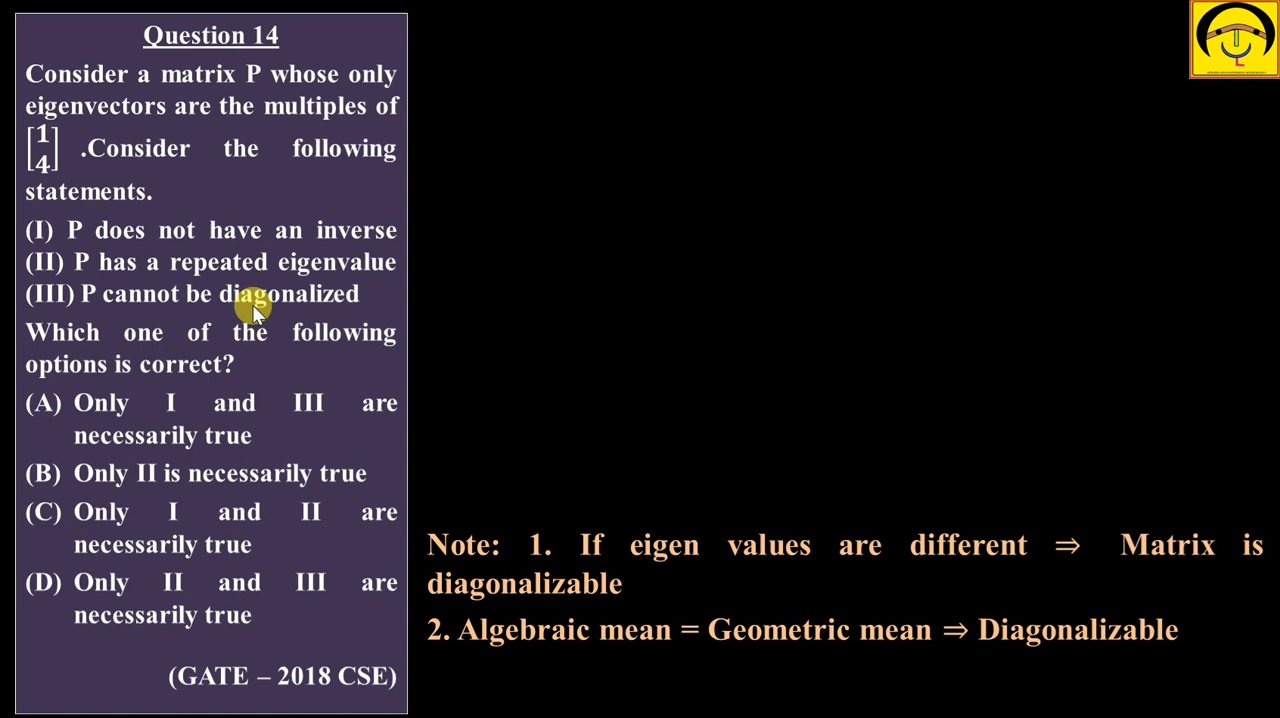 Question 14
Consider a matrix P whose only
eigenvectors are the multiples of
[1
4] .Consider the following
statements.
(I) P does not have an inverse
(II) P has a repeated eigenvalue
(III) P cannot be diagonalized
Which one of the following
options is correct?
(A) Only I and III are
necessarily true
(B) Only II is necessarily true
(C) Only I and II are
necessarily true
(D) Only II and III are
necessarily true
(GATE – 2018 CSE)
Note: 1. If eigen values are different ⇒ Matrix is
diagonalizable
2. Algebraic mean = Geometric mean ⇒ Diagonalizable